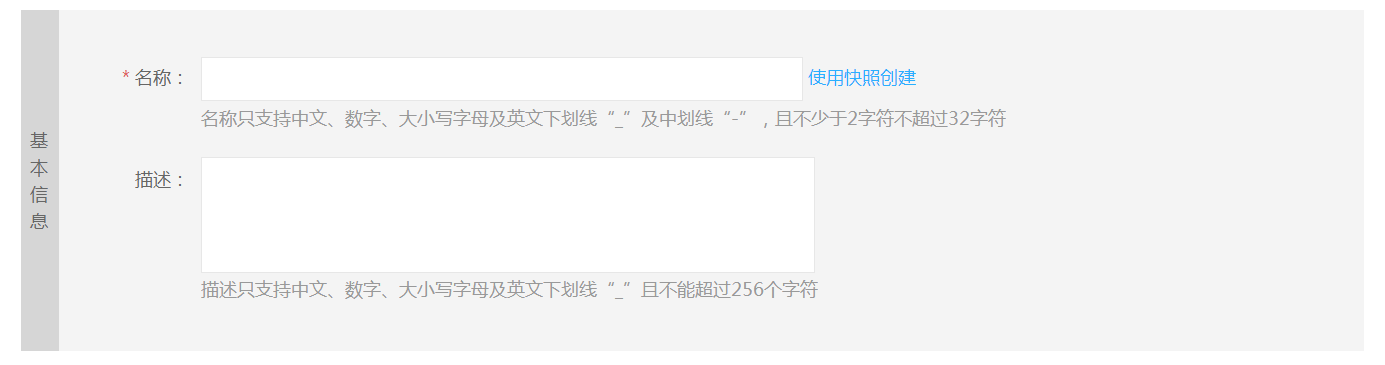 基本信息
* 名称： 使用快照创建
名称只支持中文、数字、大小写字母及英文下划线“_”及中划线“-”，且不少于2字符不超过32字符
描述：
描述只支持中文、数字、大小写字母及英文下划线“_”且不能超过256个字符